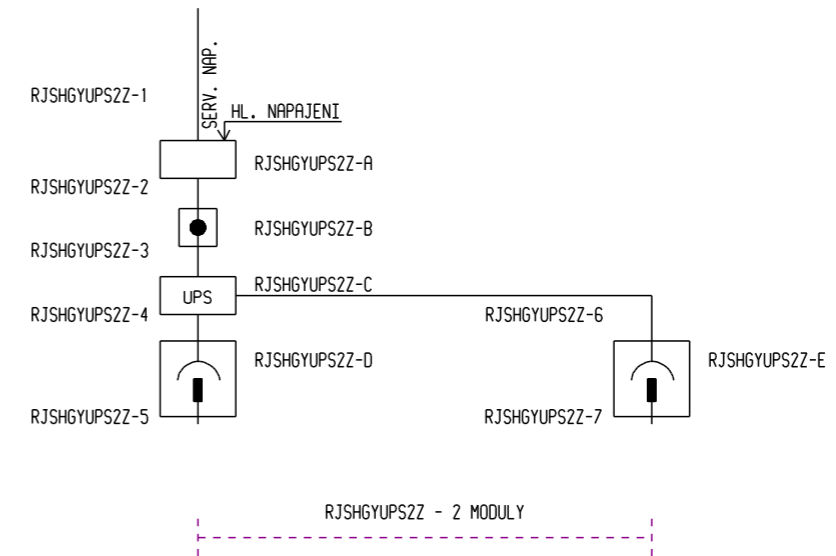 SERV. NAP.
RJSHGYUPS2Z-1
HL. NAPAJENI
RJSHGYUPS2Z-A
RJSHGYUPS2Z-2
RJSHGYUPS2Z-B
RJSHGYUPS2Z-3
RJSHGYUPS2Z-C
UPS
RJSHGYUPS2Z-4
RJSHGYUPS2Z-6
RJSHGYUPS2Z-D
RJSHGYUPS2Z-E
RJSHGYUPS2Z-5
RJSHGYUPS2Z-7
RJSHGYUPS2Z - 2 MODULY